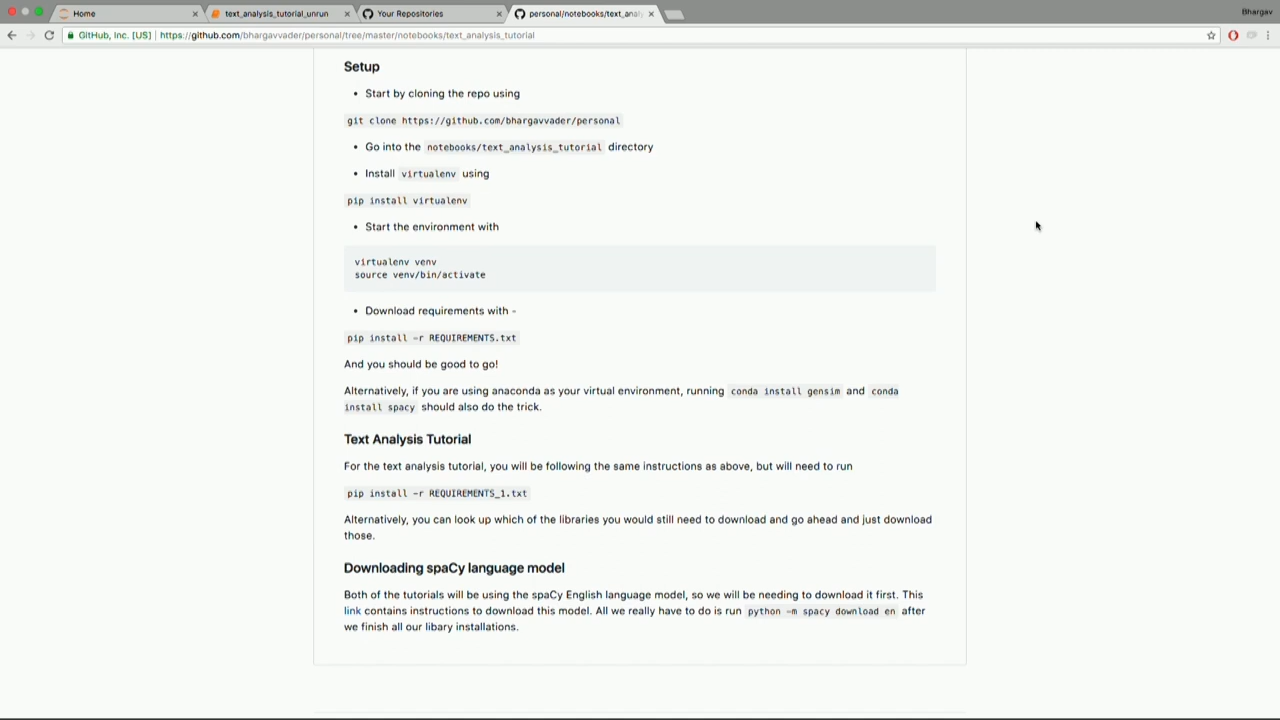 Home
text_analysis_tutorial_unrun
Your Repositories
personal/notebooks/text_anal
Bhargav
GitHub, Inc. [US] | https://github.com/bhargavvader/personal/tree/master/notebooks/text_analysis_tutorial
Setup
• Start by cloning the repo using
git clone https://github.com/bhargavvader/personal
• Go into the notebooks/text_analysis_tutorial directory
• Install virtualenv using
pip install virtualenv
• Start the environment with
virtualenv venv
source venv/bin/activate
• Download requirements with -
pip install -r REQUIREMENTS.txt
And you should be good to go!
Alternatively, if you are using anaconda as your virtual environment, running conda install gensim and conda
install spacy should also do the trick.
Text Analysis Tutorial
For the text analysis tutorial, you will be following the same instructions as above, but will need to run
pip install -r REQUIREMENTS_1.txt
Alternatively, you can look up which of the libraries you would still need to download and go ahead and just download
those.
Downloading spaCy language model
Both of the tutorials will be using the spaCy English language model, so we will be needing to download it first. This
link contains instructions to download this model. All we really have to do is run python -m spacy download en after
we finish all our libary installations.